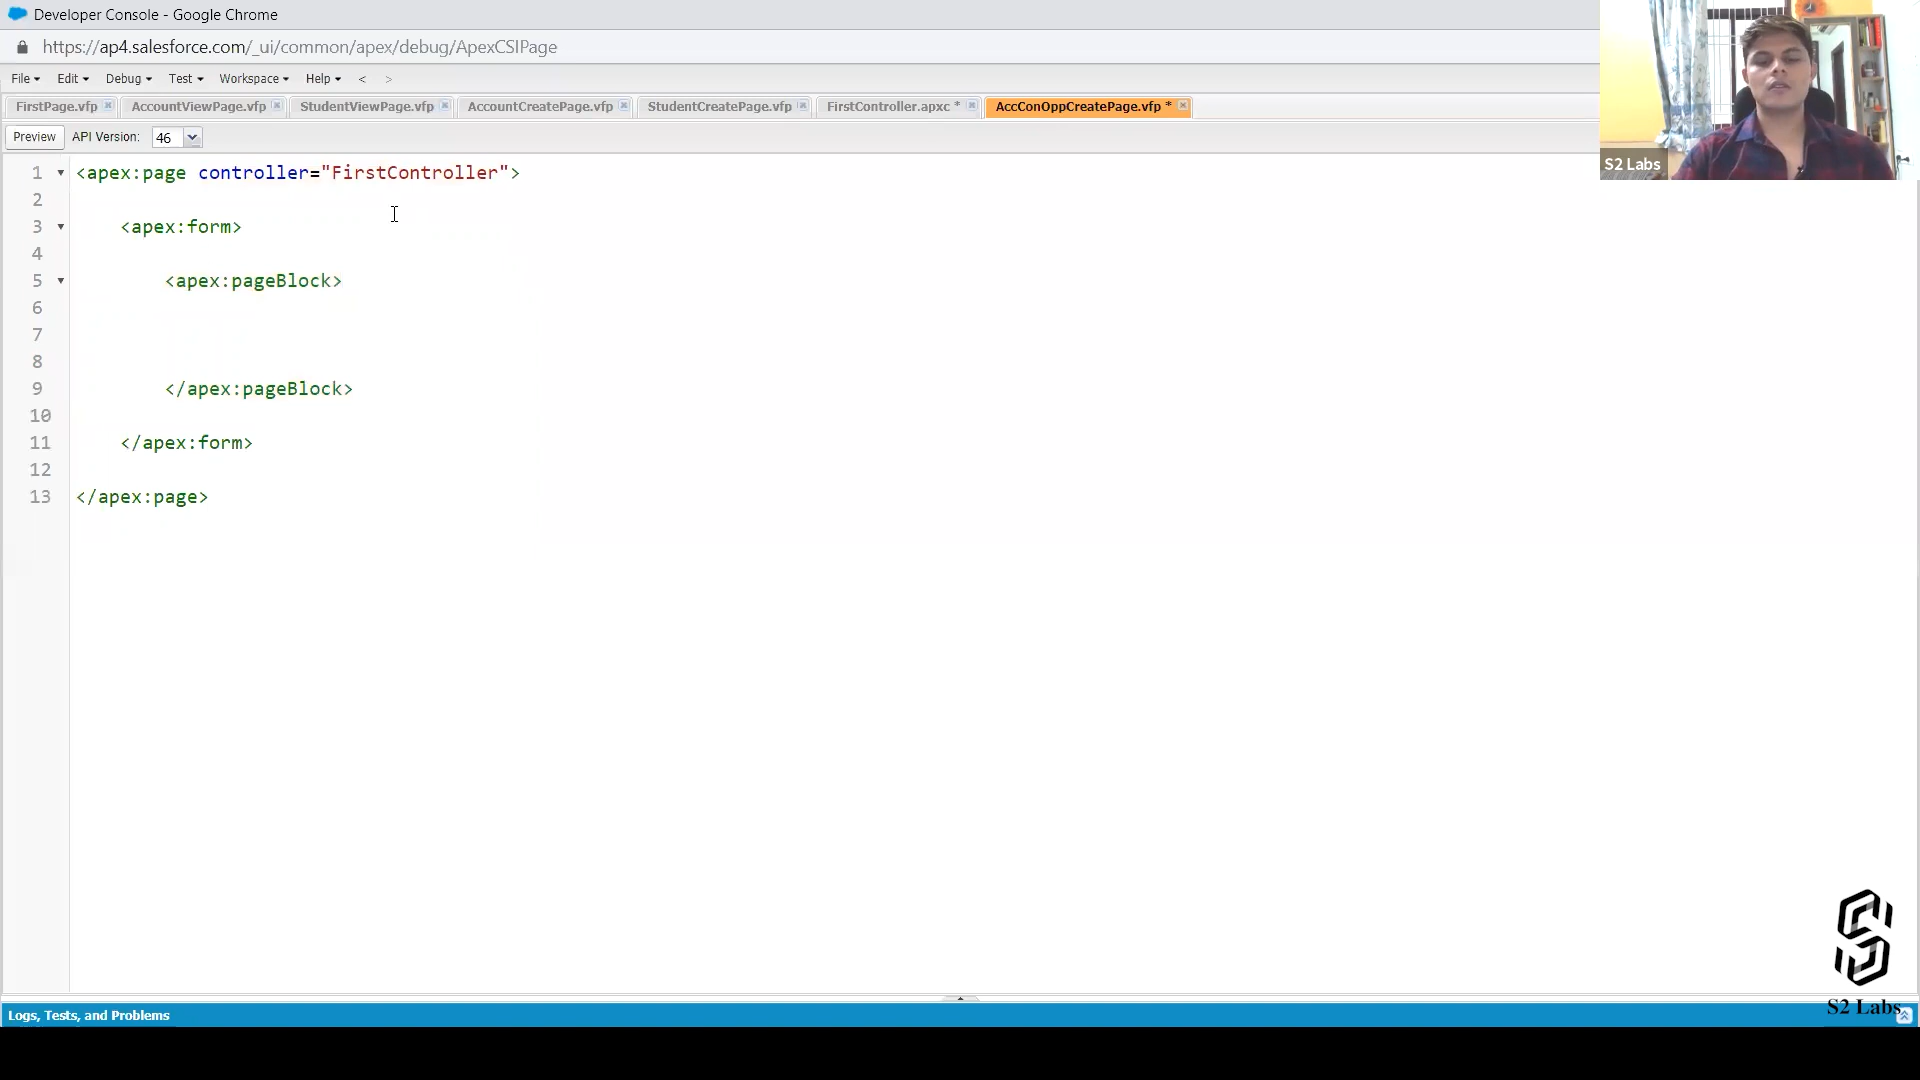 Developer Console - Google Chrome
https://ap4.salesforce.com/_ui/common/apex/debug/ApexCSIPage
File Edit Debug Test Workspace Help < >
FirstPage.vfp AccountViewPage.vfp StudentViewPage.vfp AccountCreatePage.vfp StudentCreatePage.vfp FirstController.apxc * AccConOppCreatePage.vfp *
Preview API Version: 46
S2 Labs
1 <apex:page controller="FirstController">
2
3 <apex:form>
4
5 <apex:pageBlock>
6
7
8
9 </apex:pageBlock>
10
11 </apex:form>
12
13 </apex:page>
S2 Labs
Logs, Tests, and Problems